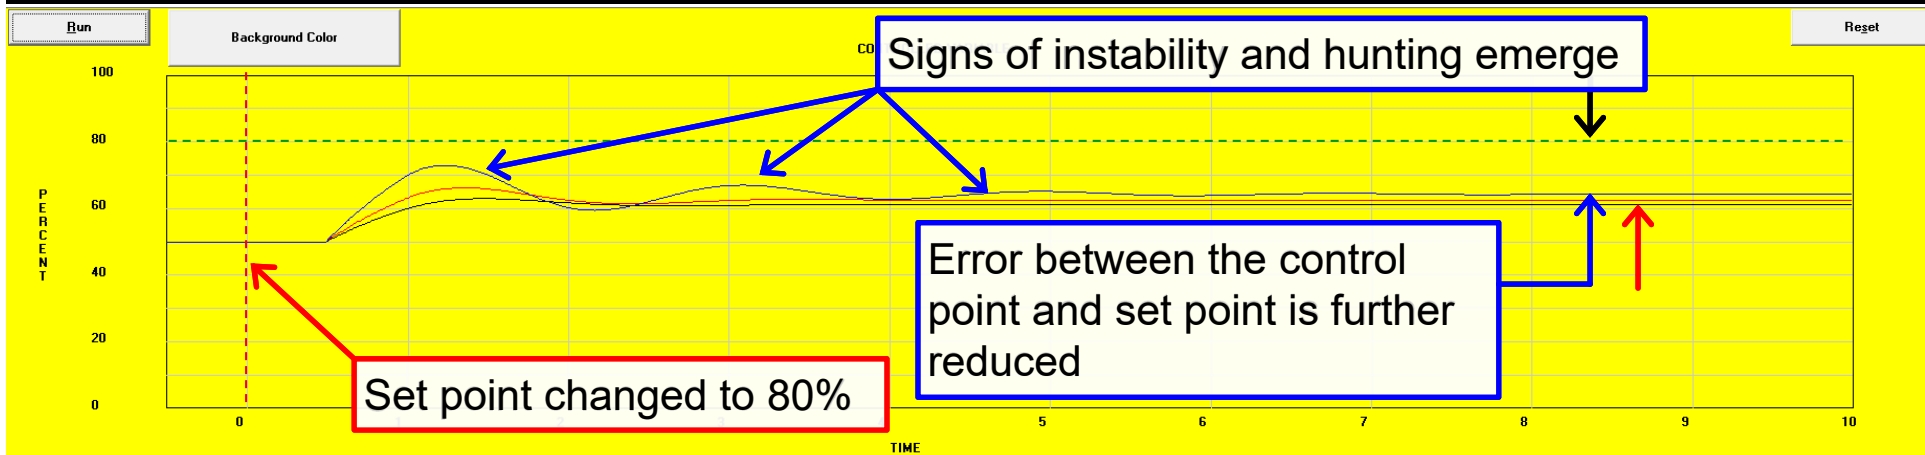 Run
Background Color
Reset
CO
Signs of instability and hunting emerge
100
80
60
40
20
0
PERCENT
Error between the control
point and set point is further
reduced
Set point changed to 80%
0
5
6
7
8
9
10
TIME